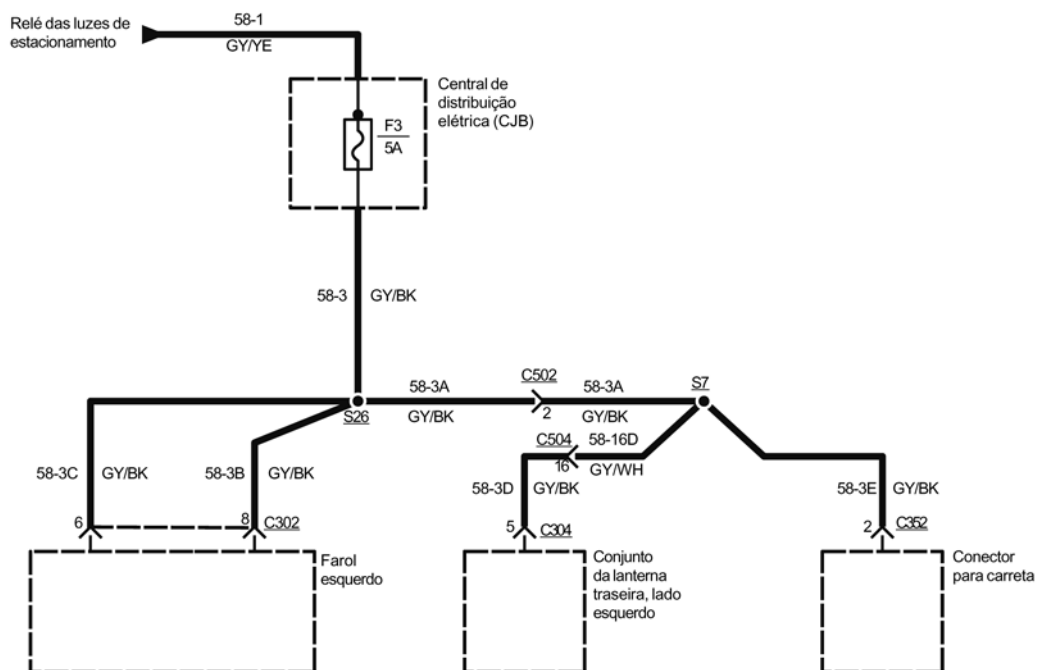 Relé das luzes de
estacionamento
58-1
GY/YE
Central de
distribuição
elétrica (CJB)
F3
5A
58-3
GY/BK
58-3A
GY/BK
S26
C502
2
58-3A
GY/BK
S7
C504
16
58-16D
GY/WH
58-3C
GY/BK
58-3B
GY/BK
58-3D
GY/BK
58-3E
GY/BK
6
8
C302
5
C304
2
C352
Farol
esquerdo
Conjunto
da lanterna
traseira, lado
esquerdo
Conector
para carreta